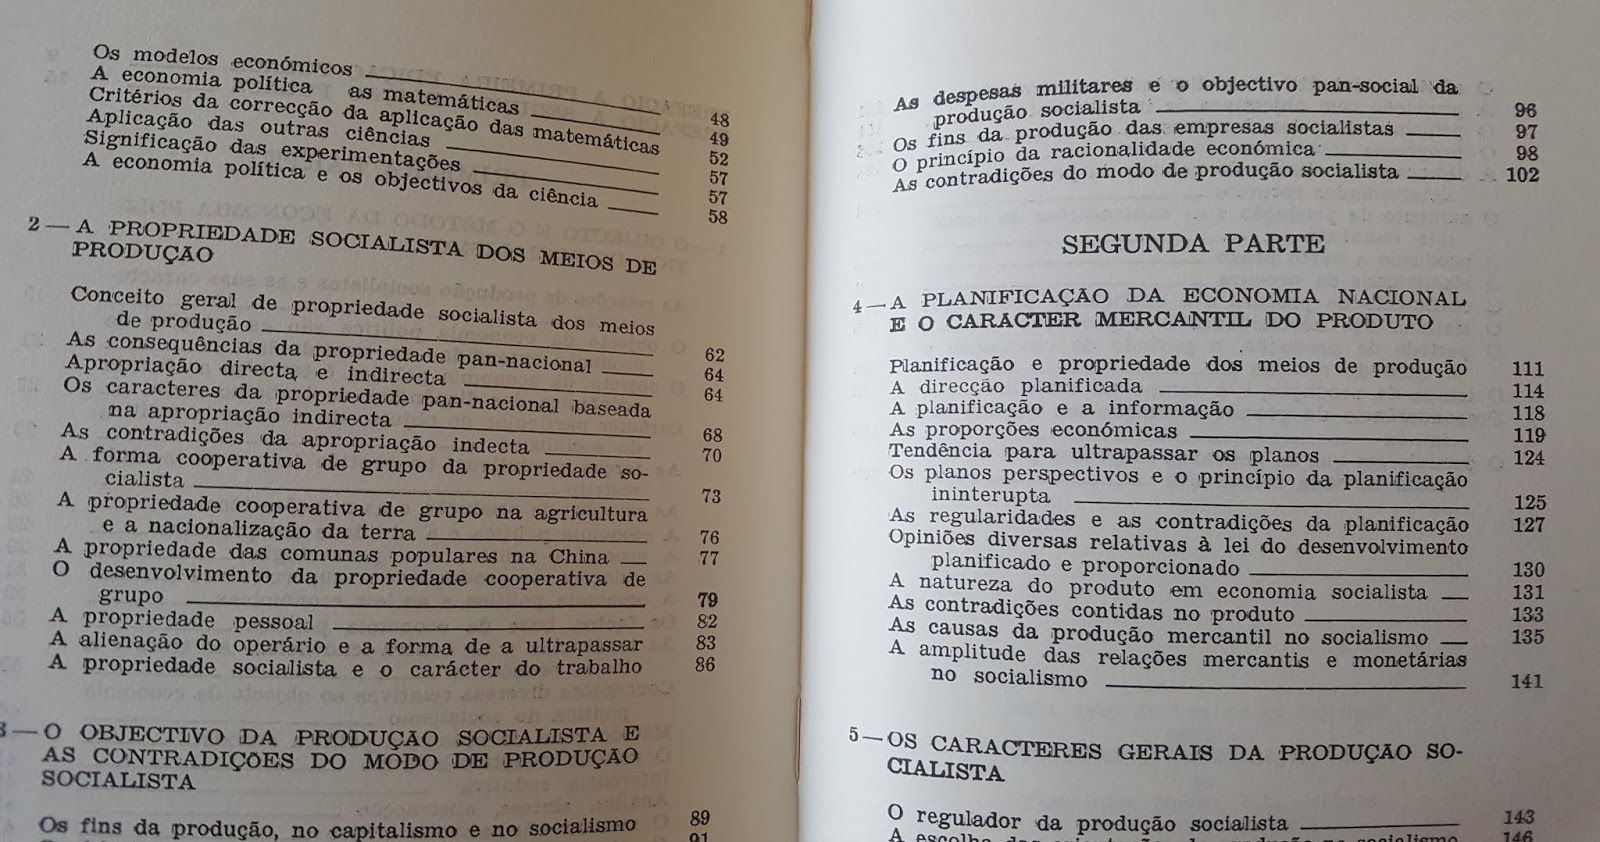 Os modelos económicos 48
A economia política as matemáticas 49
Critérios da correcção da aplicação das matemáticas 52
Aplicação das outras ciências 57
Significação das experimentações 57
A economia política e os objectivos da ciência 58
2 — A PROPRIEDADE SOCIALISTA DOS MEIOS DE
PRODUÇÃO
Conceito geral de propriedade socialista dos meios
de produção 62
As consequências da propriedade pan-nacional 64
Apropriação directa e indirecta 64
Os caracteres da propriedade pan-nacional baseada
na apropriação indirecta 68
As contradições da apropriação indecta 70
A forma cooperativa de grupo da propriedade so-
cialista 73
A propriedade cooperativa de grupo na agricultura
e a nacionalização da terra 76
A propriedade das comunas populares na China 77
O desenvolvimento da propriedade cooperativa de
grupo 79
A propriedade pessoal 82
A alienação do operário e a forma de a ultrapassar 83
A propriedade socialista e o carácter do trabalho 86
3 — O OBJECTIVO DA PRODUÇÃO SOCIALISTA E
AS CONTRADIÇÕES DO MODO DE PRODUÇÃO
SOCIALISTA
Os fins da produção, no capitalismo e no socialismo 89
91
As despesas militares e o objectivo pan-social da
produção socialista 96
Os fins da produção das empresas socialistas 97
O princípio da racionalidade económica 98
As contradições do modo de produção socialista 102
SEGUNDA PARTE
4 — A PLANIFICAÇÃO DA ECONOMIA NACIONAL
E O CARÁCTER MERCANTIL DO PRODUTO
Planificação e propriedade dos meios de produção 111
A direcção planificada 114
A planificação e a informação 118
As proporções económicas 119
Tendência para ultrapassar os planos 124
Os planos perspectivos e o princípio da planificação
ininterupta 125
As regularidades e as contradições da planificação 127
Opiniões diversas relativas à lei do desenvolvimento
planificado e proporcionado 130
A natureza do produto em economia socialista 131
As contradições contidas no produto 133
As causas da produção mercantil no socialismo 135
A amplitude das relações mercantis e monetárias
no socialismo 141
5 — OS CARACTERES GERAIS DA PRODUÇÃO SO-
CIALISTA
O regulador da produção socialista 143
A escolha das 146